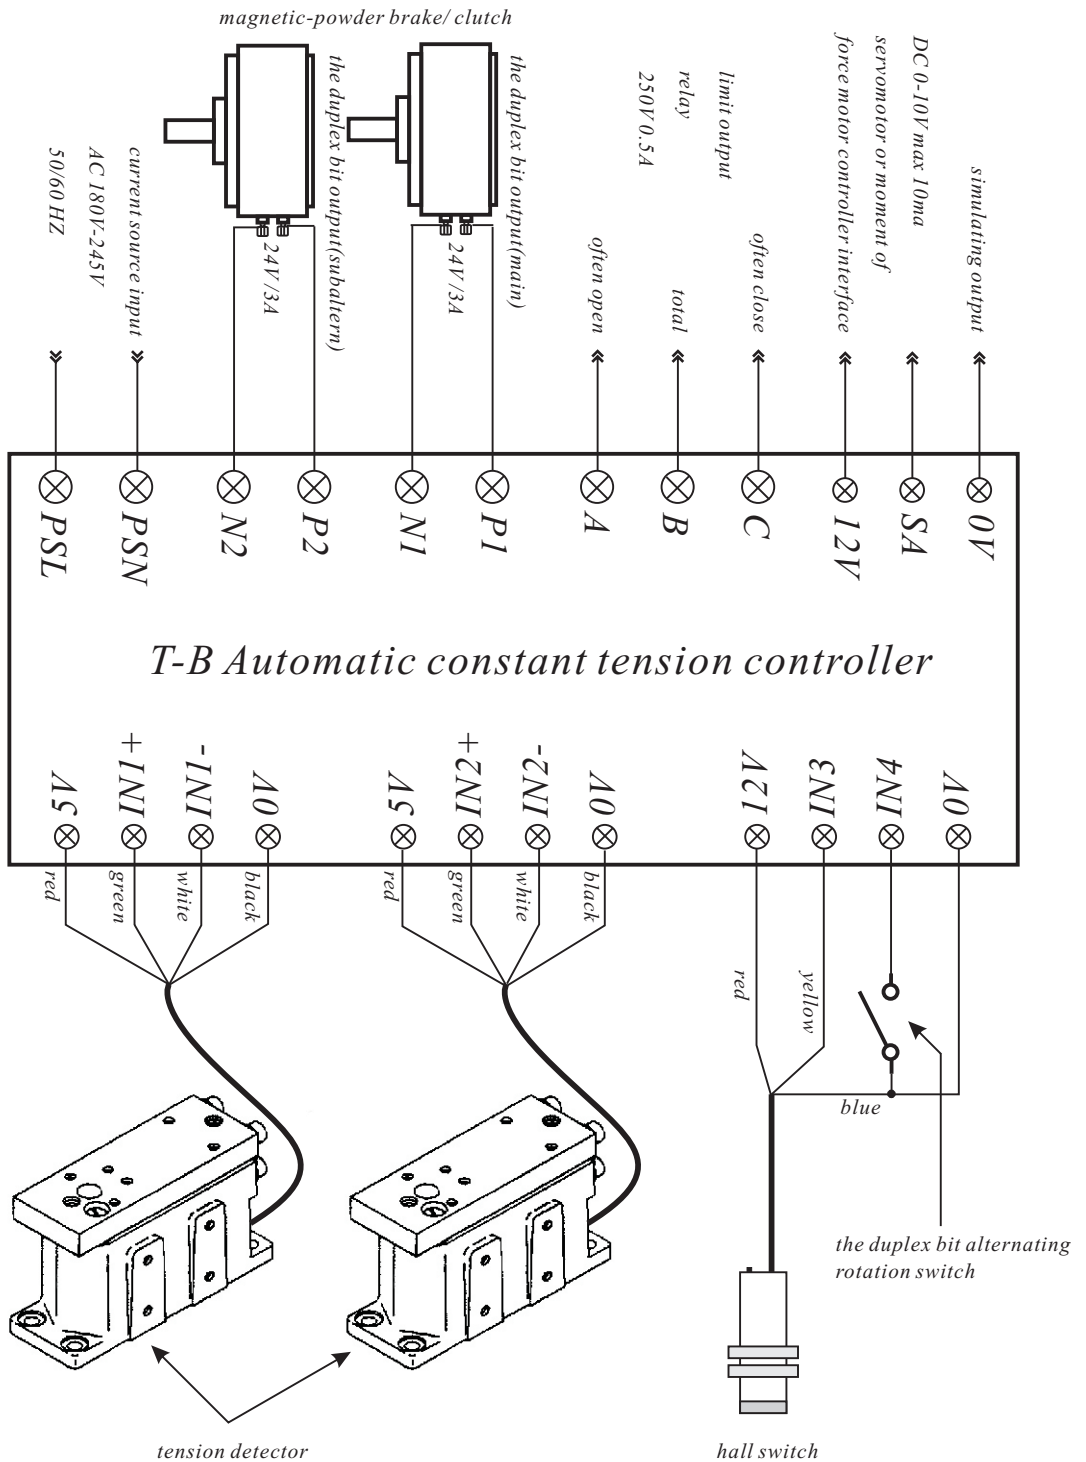 magnetic-powder brake/ clutch
50/60 HZ
AC 180V-245V
current source input
24V/3A
the duplex bit output(subaltern)
24V/3A
the duplex bit output(main)
often open
250V 0.5A
relay
total
limit output
often close
force motor controller interface
servomotor or moment of
DC 0-10V max 10ma
simulating output
PSL
PSN
N2
P2
N1
P1
A
B
C
12V
SA
0V
T-B Automatic constant tension controller
5V
IN1+
IN1-
0V
5V
IN2+
IN2-
0V
12V
IN3
IN4
0V
red
green
white
black
red
green
white
black
red
yellow
blue
the duplex bit alternating
rotation switch
tension detector
hall switch